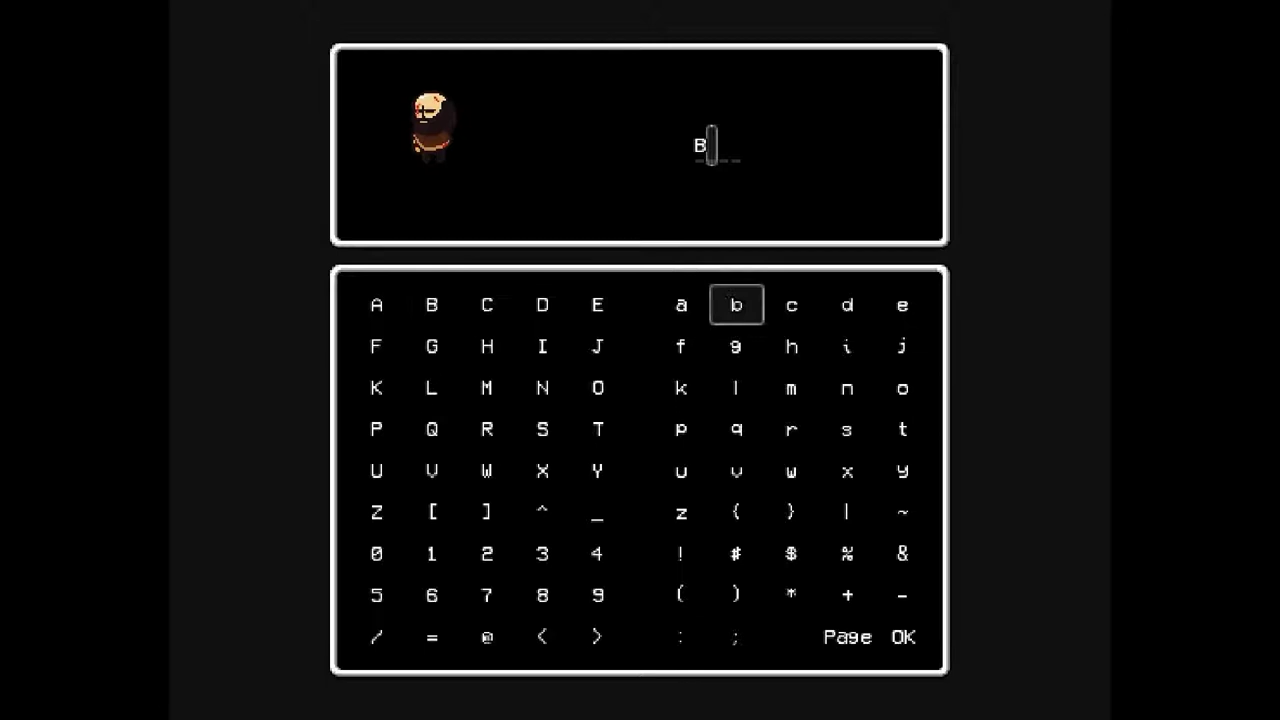 B
A B C D E a b c d e
F G H I J f g h i j
K L M N O k l m n o
P Q R S T p q r s t
U V W X Y u v w x y
Z [ ] ^ _ z { } | ~
0 1 2 3 4 ! # $ % &
5 6 7 8 9 ( ) * + -
/ = @ < > : ; Page OK